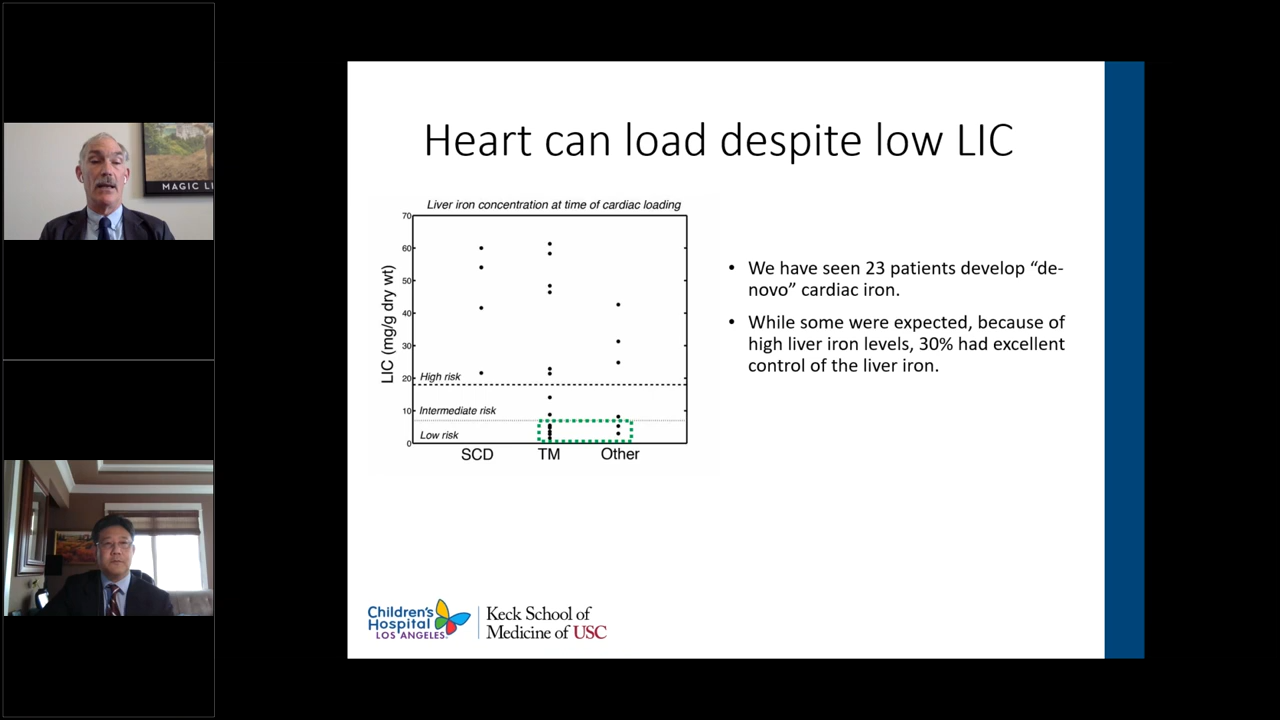 MAGIC LI
Heart can load despite low LIC
Liver iron concentration at time of cardiac loading
70
60
50
40
30
20
10
0
LIC (mg/g dry wt)
High risk
Intermediate risk
Low risk
SCD TM Other
• We have seen 23 patients develop “de-
novo” cardiac iron.
• While some were expected, because of
high liver iron levels, 30% had excellent
control of the liver iron.
Children's
Hospital
LOS ANGELES
Keck School of
Medicine of USC